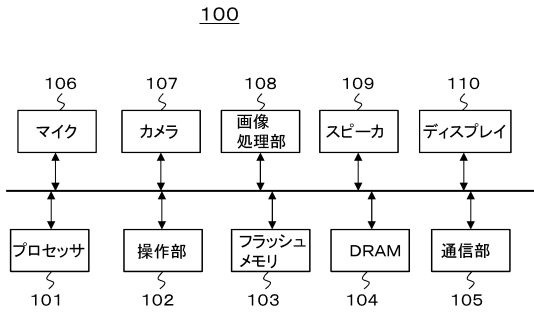 100
106
107
108
109
110
マイク
カメラ
画像
処理部
スピーカ
ディスプレイ
プロセッサ
操作部
フラッシュ
メモリ
DRAM
通信部
101
102
103
104
105